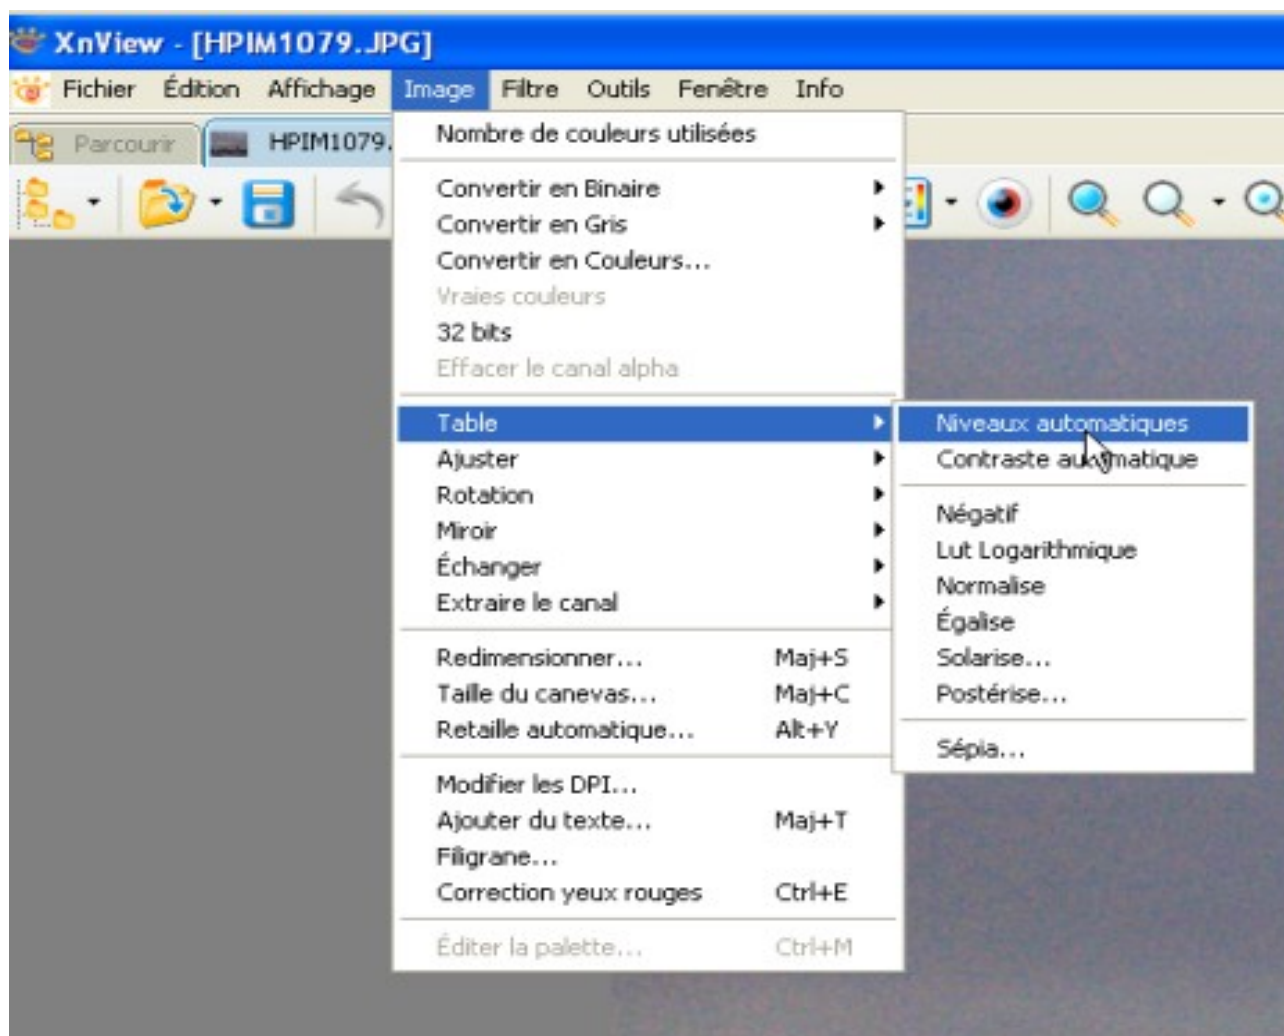 XnView - [HPIM1079.JPG]
Fichier Édition Affichage Image Filtre Outils Fenêtre Info
Parcourir HPIM1079.
Nombre de couleurs utilisées
Convertir en Binaire
Convertir en Gris
Convertir en Couleurs...
Vraies couleurs
32 bits
Effacer le canal alpha
Table
Ajuster
Rotation
Miroir
Échanger
Extraire le canal
Redimensionner... Maj+S
Taille du canevas... Maj+C
Retaille automatique... Alt+Y
Modifier les DPI...
Ajouter du texte... Maj+T
Filigrane...
Correction yeux rouges Ctrl+E
Éditer la palette... Ctrl+M
Niveaux automatiques
Contraste automatique
Négatif
Lut Logarithmique
Normalise
Égalise
Solarise...
Postérise...
Sépia...